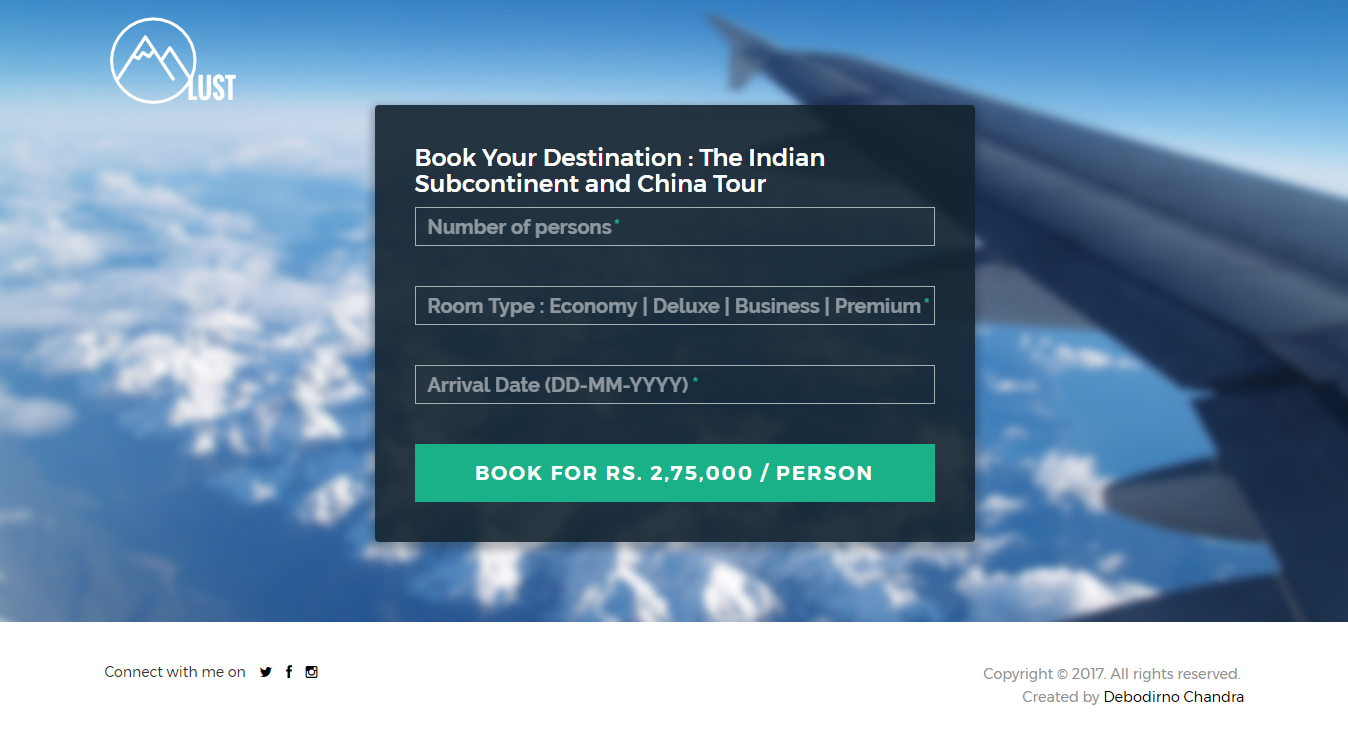 LUST
Book Your Destination : The Indian
Subcontinent and China Tour
Number of persons*
Room Type : Economy | Deluxe | Business | Premium *
Arrival Date (DD-MM-YYYY) *
BOOK FOR RS. 2,75,000 / PERSON
Connect with me on
Copyright © 2017. All rights reserved.
Created by Debodirno Chandra